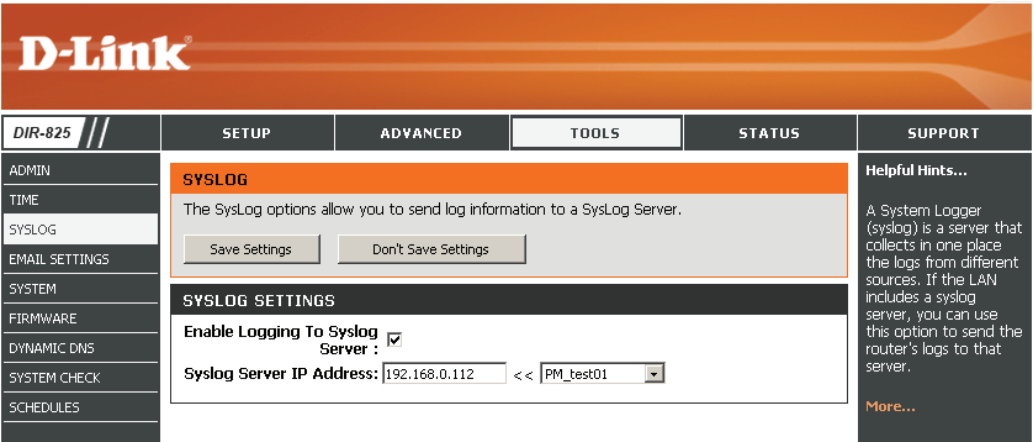 D-Link®
DIR-825
SETUP
ADVANCED
TOOLS
STATUS
SUPPORT
ADMIN
TIME
SYSLOG
EMAIL SETTINGS
SYSTEM
FIRMWARE
DYNAMIC DNS
SYSTEM CHECK
SCHEDULES
SYSLOG
The SysLog options allow you to send log information to a SysLog Server.
Save Settings
Don't Save Settings
SYSLOG SETTINGS
Enable Logging To Syslog
Server :
Syslog Server IP Address: 192.168.0.112 << PM_test01
Helpful Hints...
A System Logger
(syslog) is a server that
collects in one place
the logs from different
sources. If the LAN
includes a syslog
server, you can use
this option to send the
router's logs to that
server.
More...